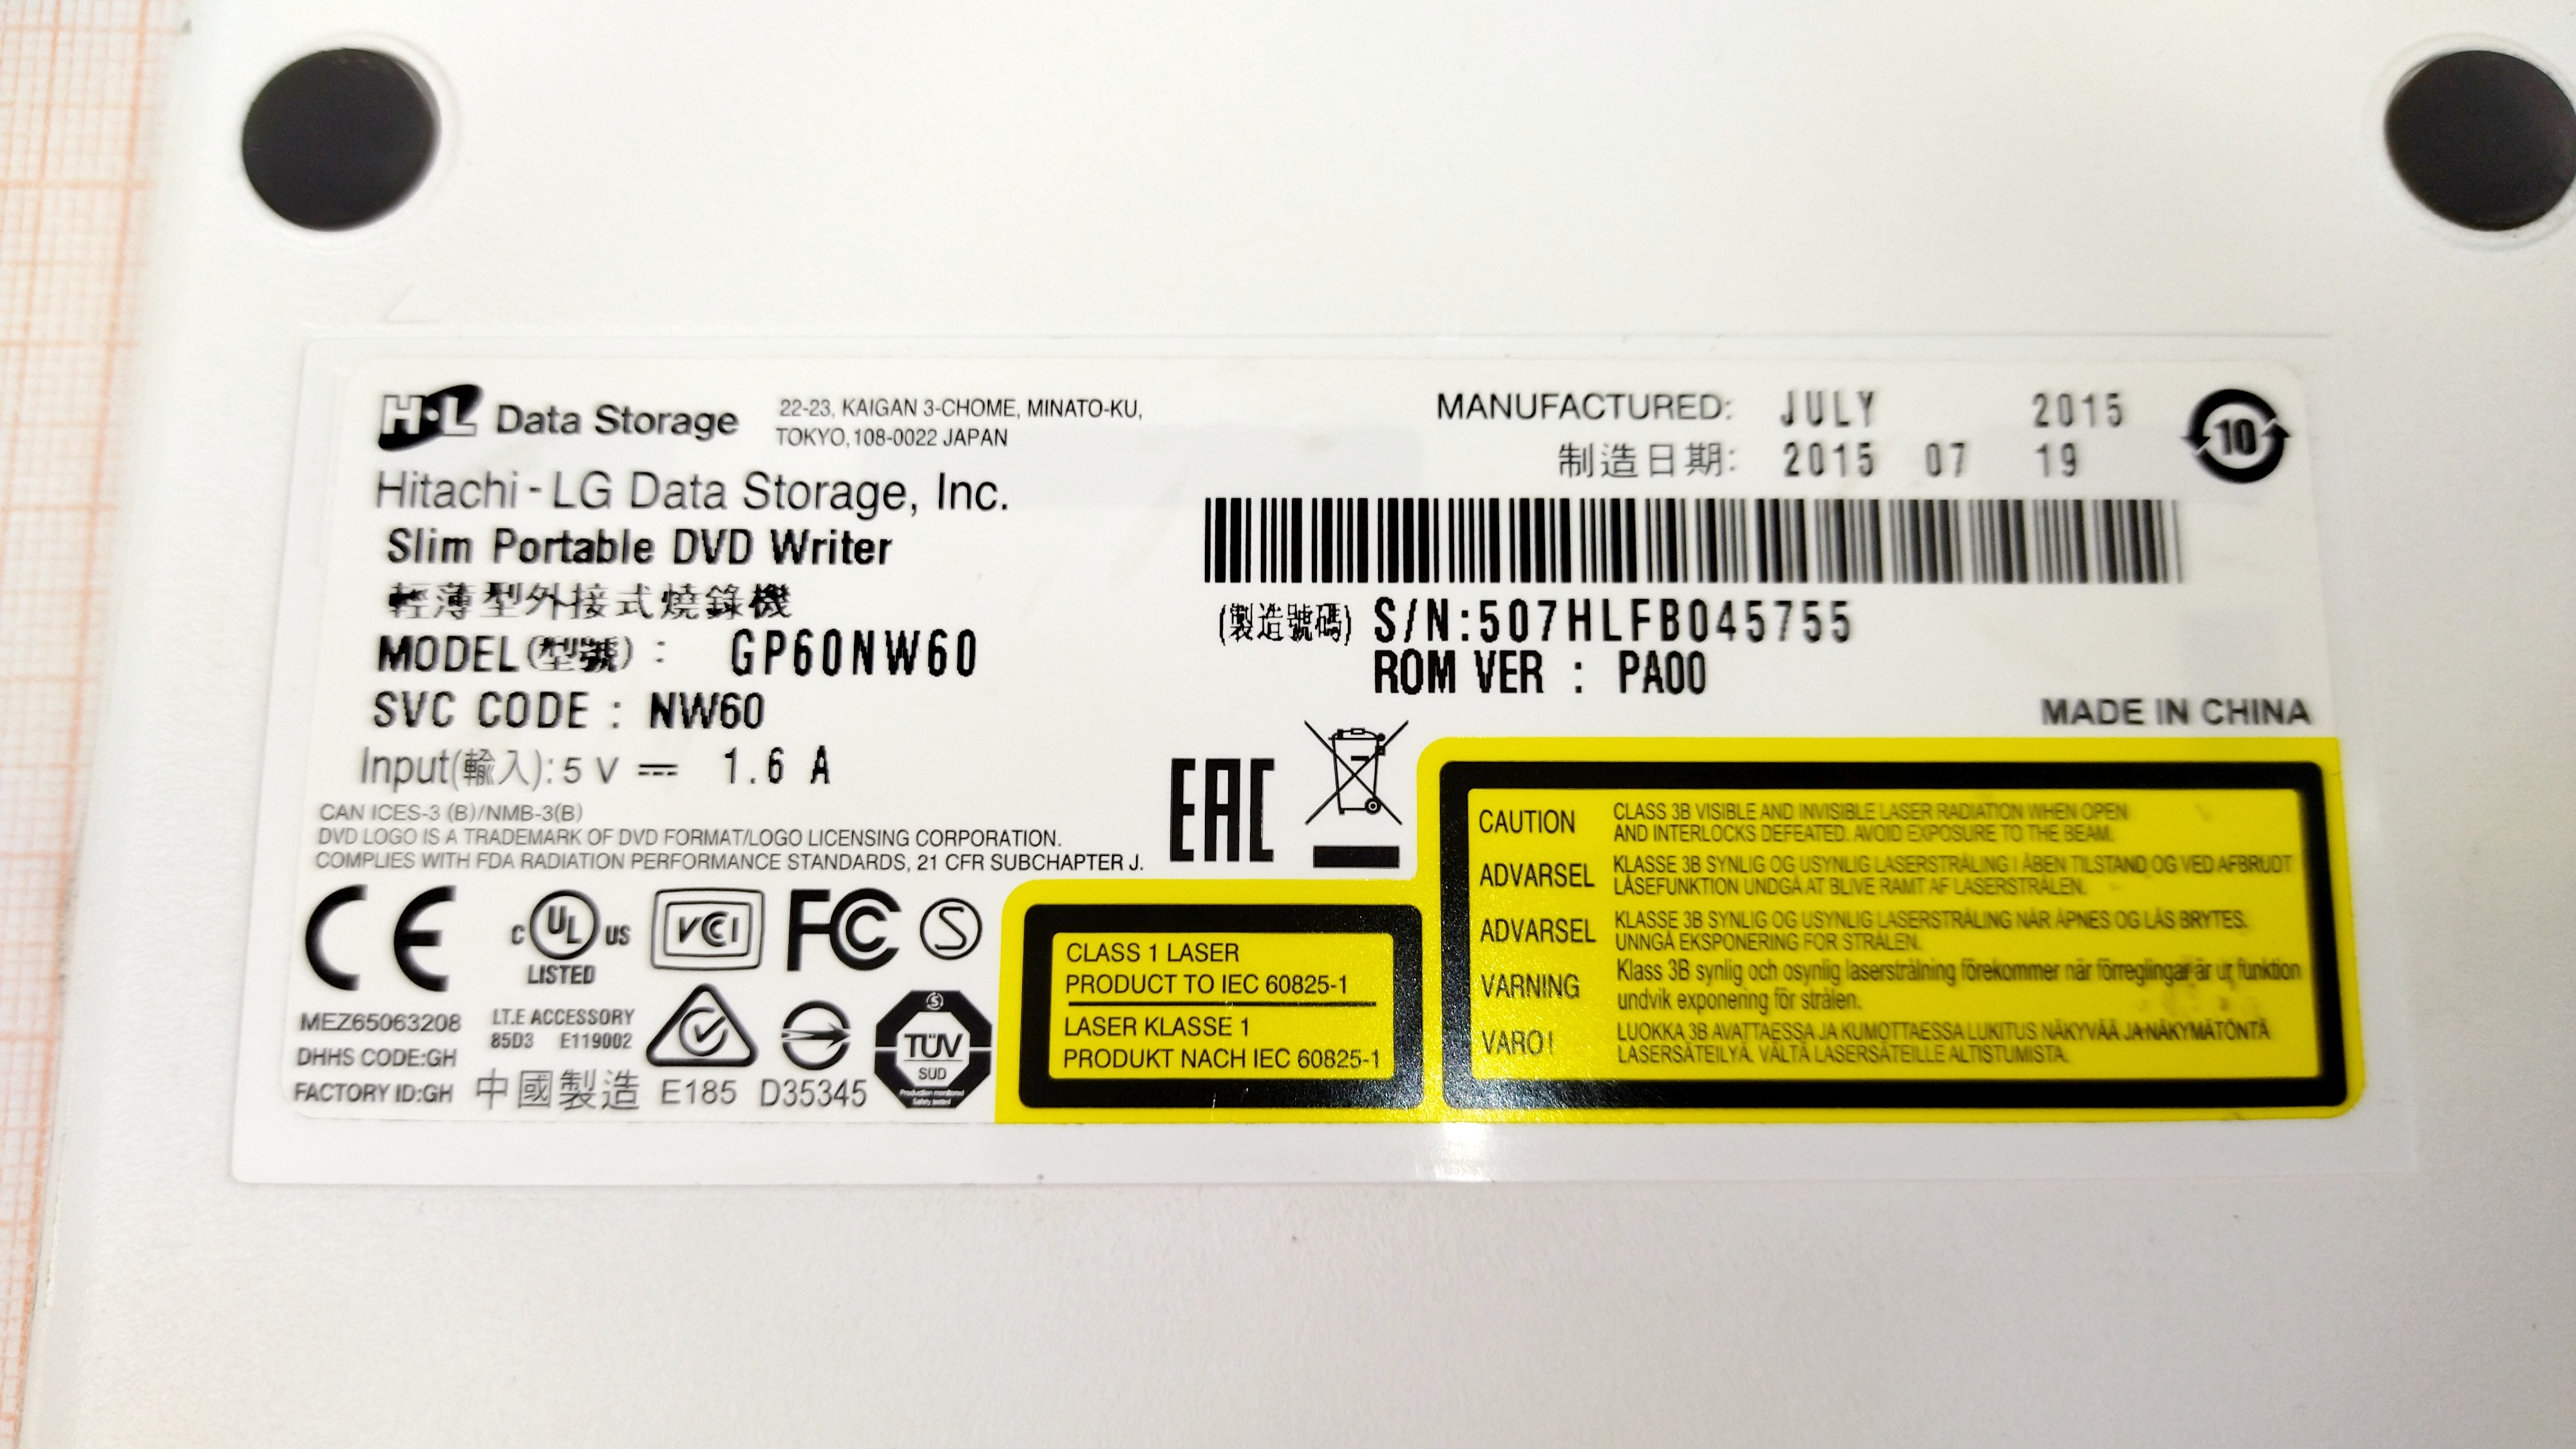 H·L Data Storage
22-23, KAIGAN 3-CHOME, MINATO-KU,
TOKYO,108-0022 JAPAN
Hitachi - LG Data Storage, Inc.
Slim Portable DVD Writer
輕薄型外接式燒錄機
MODEL(型號) : GP60NW60
SVC CODE : NW60
Input(輸入): 5 V ⎓ 1.6 A
CAN ICES-3 (B)/NMB-3(B)
DVD LOGO IS A TRADEMARK OF DVD FORMAT/LOGO LICENSING CORPORATION.
COMPLIES WITH FDA RADIATION PERFORMANCE STANDARDS, 21 CFR SUBCHAPTER J.
MANUFACTURED: JULY 2015
制造日期: 2015 07 19
10
(製造號碼) S/N:507HLFB045755
ROM VER : PA00
MADE IN CHINA
EAC
CE
C UL US
LISTED
VCI
FC
S
MEZ65063208
DHHS CODE:GH
FACTORY ID:GH
I.T.E ACCESSORY
85D3 E119002
中國製造 E185 D35345
TÜV
SUD
Production monitored
Safety tested
CLASS 1 LASER
PRODUCT TO IEC 60825-1
LASER KLASSE 1
PRODUKT NACH IEC 60825-1
CAUTION CLASS 3B VISIBLE AND INVISIBLE LASER RADIATION WHEN OPEN
AND INTERLOCKS DEFEATED. AVOID EXPOSURE TO THE BEAM.
ADVARSEL KLASSE 3B SYNLIG OG USYNLIG LASERSTRÅLING I ÅBEN TILSTAND OG VED AFBRUDT
LÅSEFUNKTION UNDGÅ AT BLIVE RAMT AF LASERSTRÅLEN.
ADVARSEL KLASSE 3B SYNLIG OG USYNLIG LASERSTRÅLING NÅR ÅPNES OG LÅS BRYTES.
UNNGÅ EKSPONERING FOR STRÅLEN.
VARNING Klass 3B synlig och osynlig laserstrålning förekommer när förreglingar är ur funktion
undvik exponering för strålen.
VARO! LUOKKA 3B AVATTAESSA JA KUMOTTAESSA LUKITUS NÄKYVÄÄ JA NÄKYMÄTÖNTÄ
LASERSÄTEILYÄ. VÄLTÄ LASERSÄTEILLE ALTISTUMISTA.